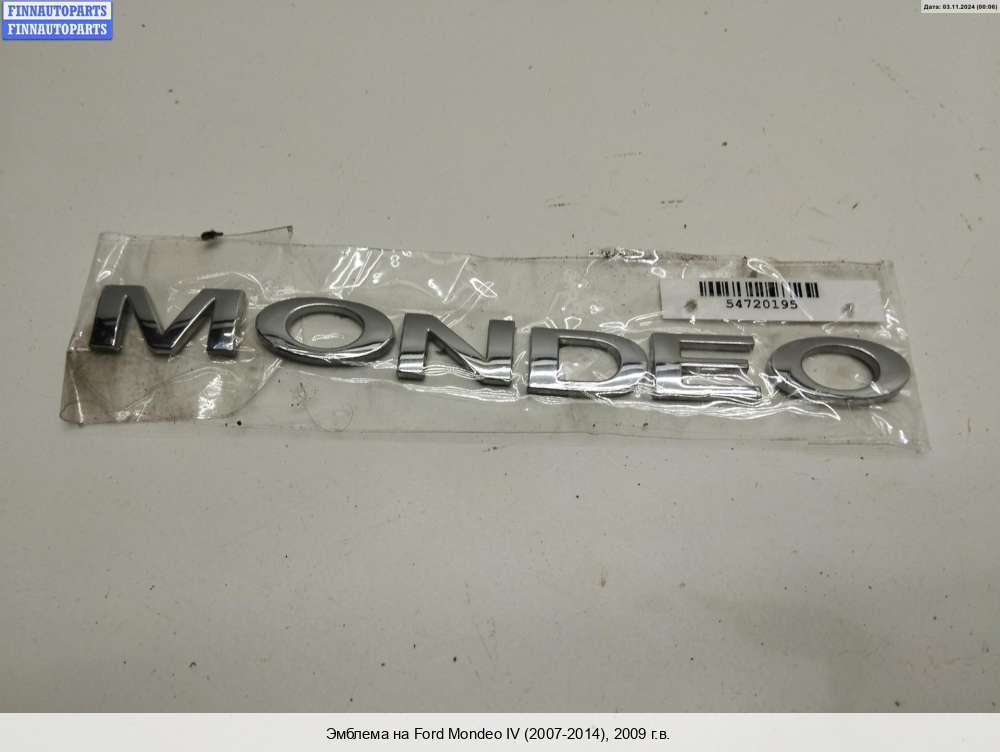 FINNAUTOPARTS
FINNAUTOPARTS
Дата: 03.11.2024 (00:06)
MONDEO
54720195
Эмблема на Ford Mondeo IV (2007-2014), 2009 г.в.